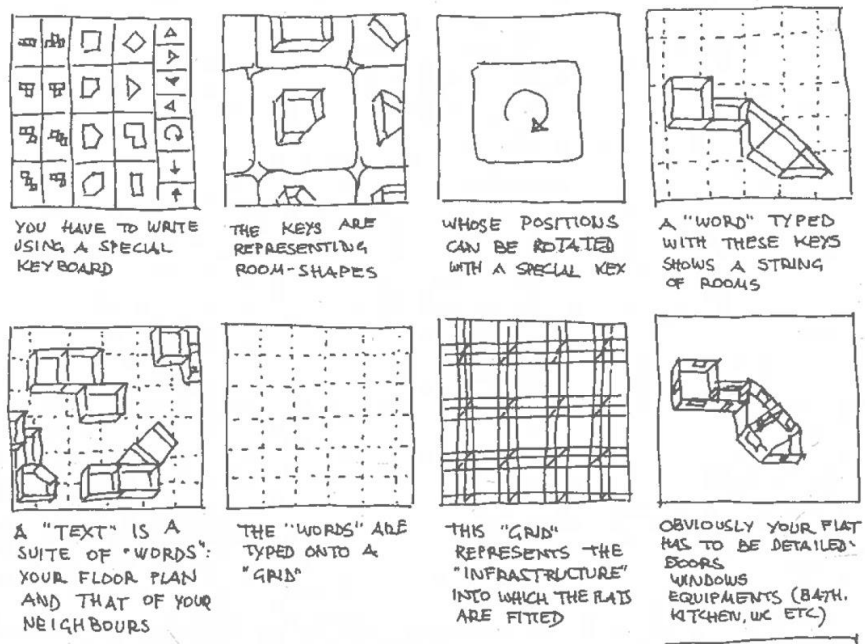 YOU HAVE TO WRITE
USING A SPECIAL
KEYBOARD
THE KEYS ARE
REPRESENTING
ROOM-SHAPES
WHOSE POSITIONS
CAN BE ROTATED
WITH A SPECIAL KEY
A "WORD" TYPED
WITH THESE KEYS
SHOWS A STRING
OF ROOMS
A "TEXT" IS A
SUITE OF "WORDS":
YOUR FLOOR PLAN
AND THAT OF YOUR
NEIGHBOURS
THE "WORDS" ARE
TYPED ONTO A
"GRID"
THIS "GRID"
REPRESENTS THE
"INFRASTRUCTURE"
INTO WHICH THE FLATS
ARE FITTED
OBVIOUSLY YOUR FLAT
HAS TO BE DETAILED:
DOORS
WINDOWS
EQUIPMENTS (BATH,
KITCHEN, WC ETC)